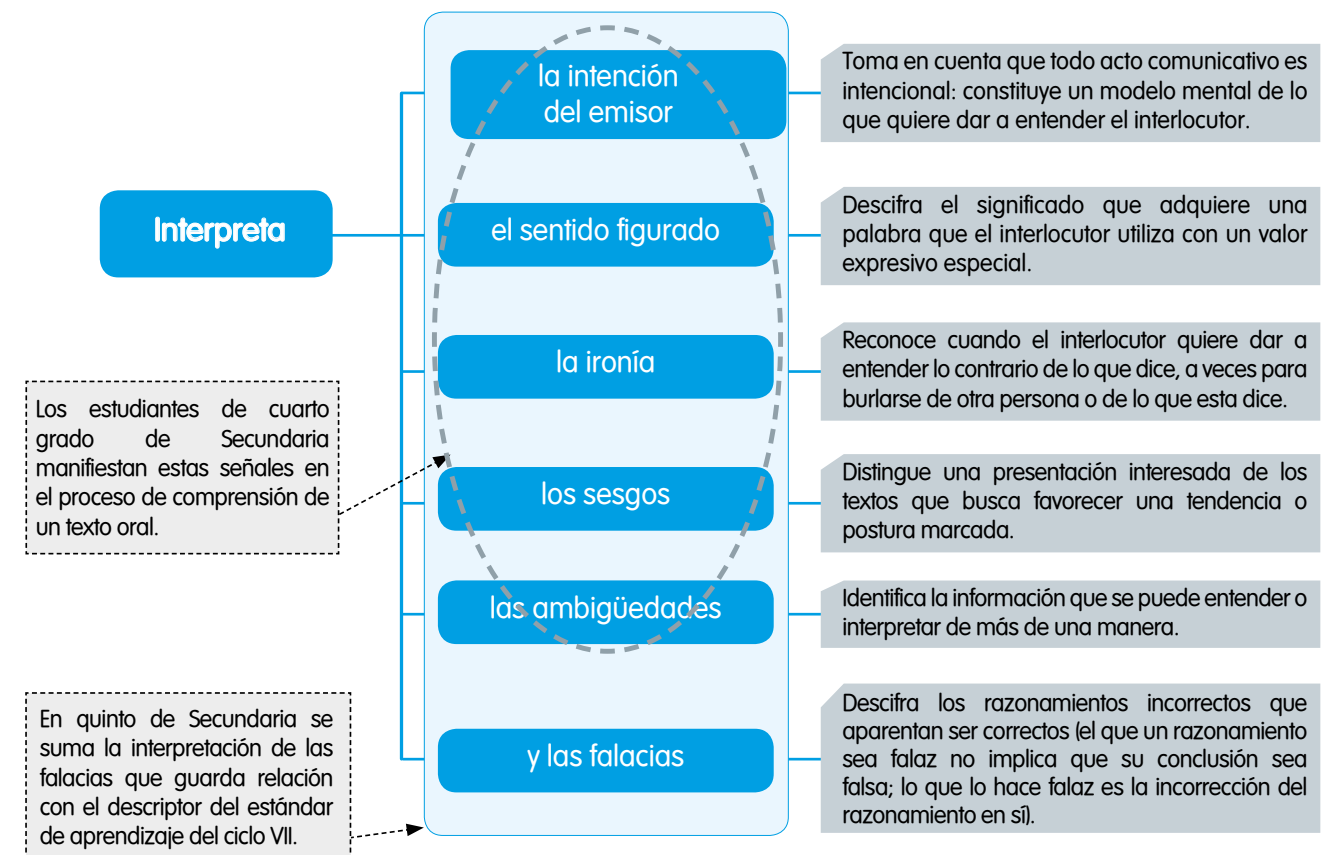 Interpreta
la intención
del emisor
Toma en cuenta que todo acto comunicativo es
intencional: constituye un modelo mental de lo
que quiere dar a entender el interlocutor.
el sentido figurado
Descifra el significado que adquiere una
palabra que el interlocutor utiliza con un valor
expresivo especial.
la ironía
Reconoce cuando el interlocutor quiere dar a
entender lo contrario de lo que dice, a veces para
burlarse de otra persona o de lo que esta dice.
Los estudiantes de cuarto
grado de Secundaria
manifiestan estas señales en
el proceso de comprensión de
un texto oral.
los sesgos
Distingue una presentación interesada de los
textos que busca favorecer una tendencia o
postura marcada.
las ambigüedades
Identifica la información que se puede entender o
interpretar de más de una manera.
En quinto de Secundaria se
suma la interpretación de las
falacias que guarda relación
con el descriptor del estándar
de aprendizaje del ciclo VII.
y las falacias
Descifra los razonamientos incorrectos que
aparentan ser correctos (el que un razonamiento
sea falaz no implica que su conclusión sea
falsa; lo que lo hace falaz es la incorrección del
razonamiento en sí).